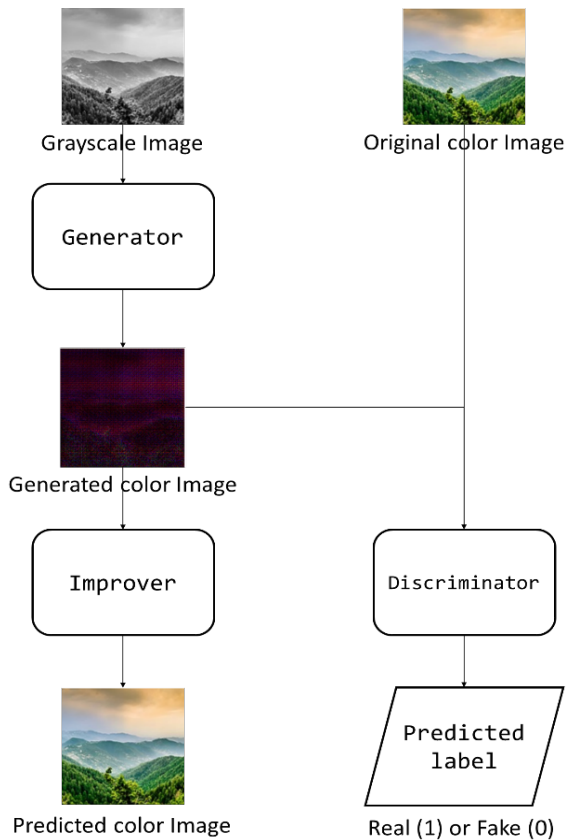 Grayscale Image
Original color Image
Generator
Generated color Image
Improver
Discriminator
Predicted
label
Predicted color Image
Real (1) or Fake (0)